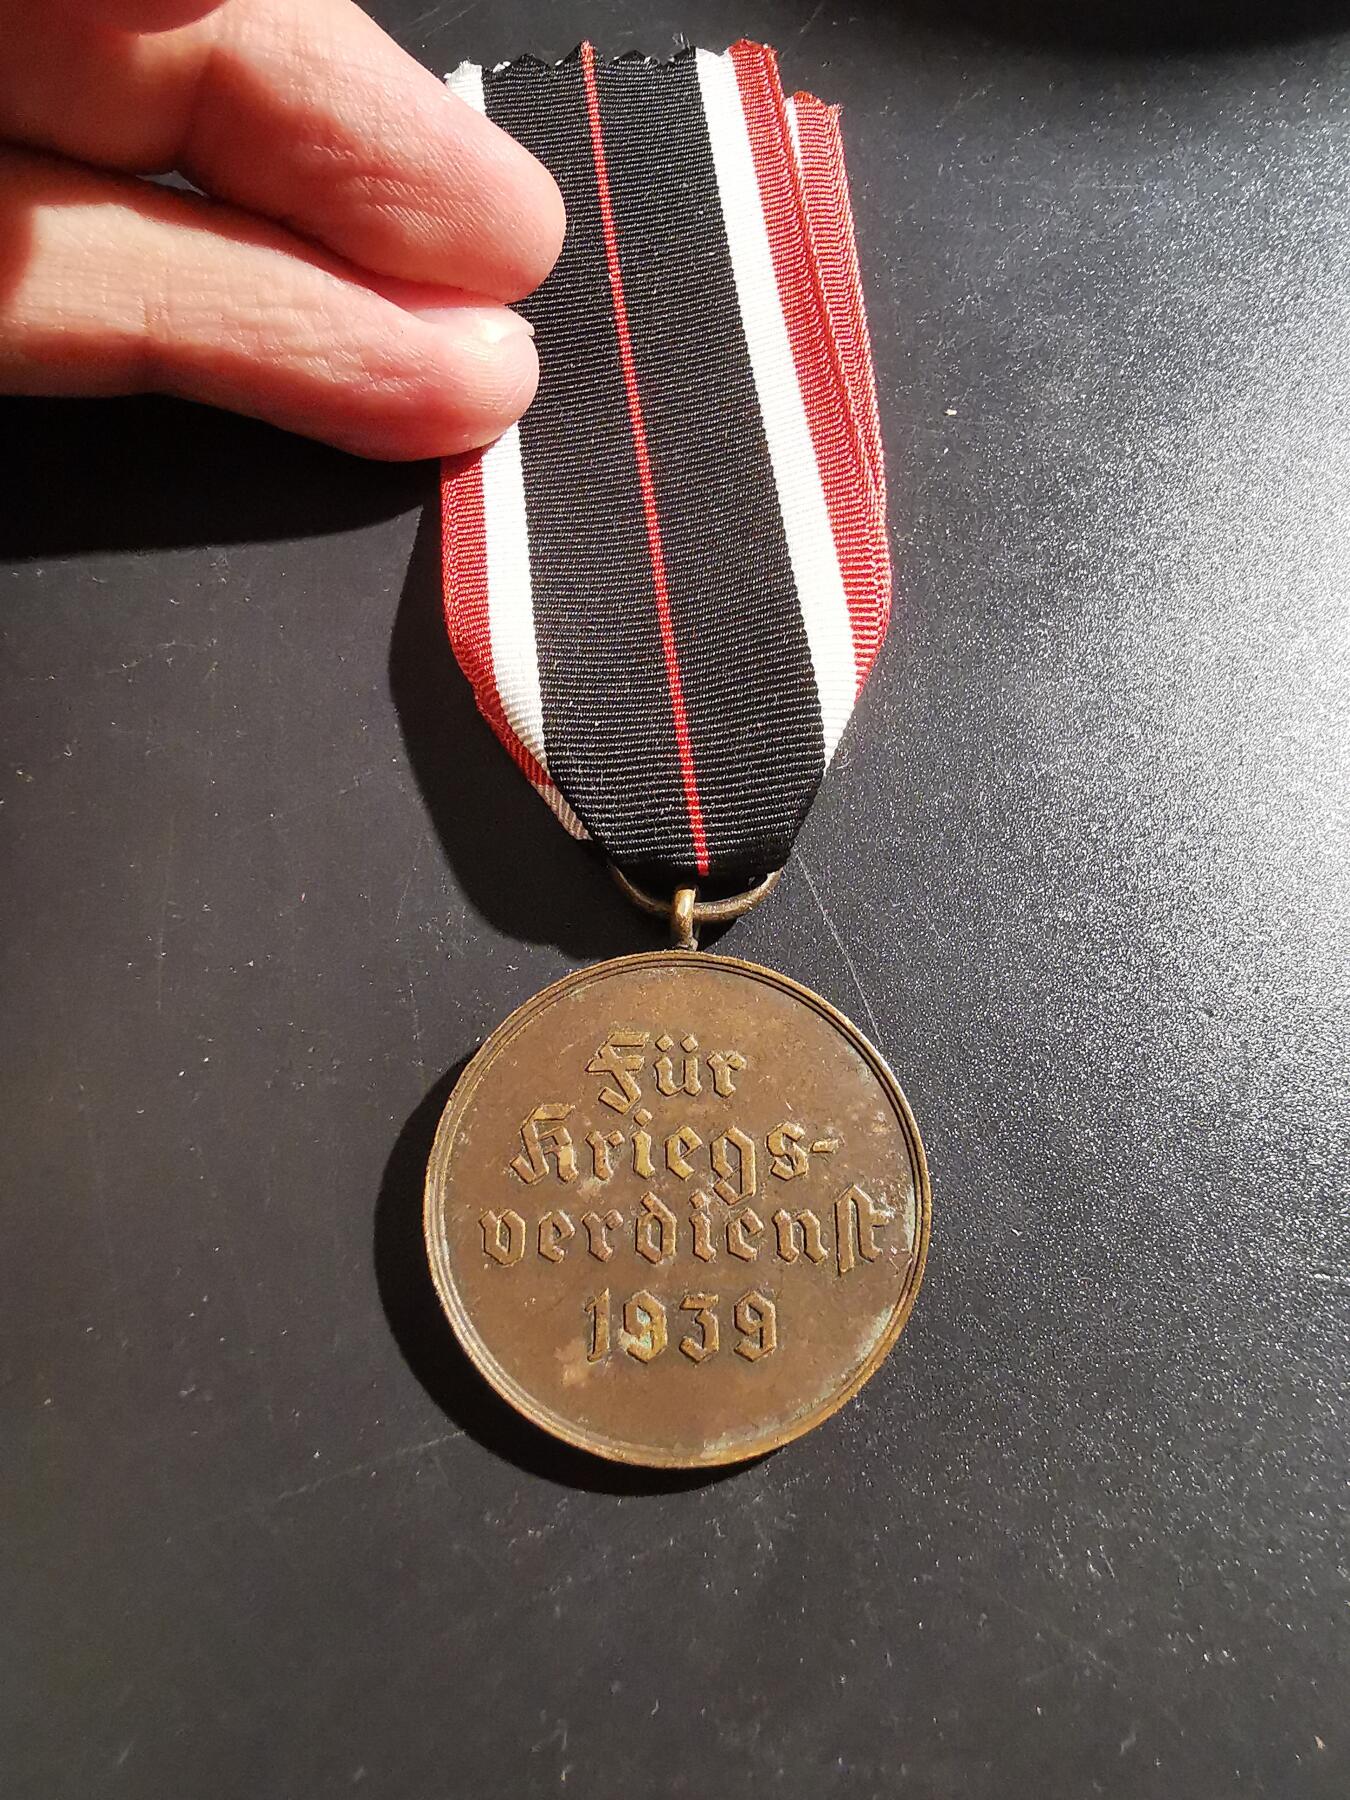 Für
Kriegs-
verdienst
1939